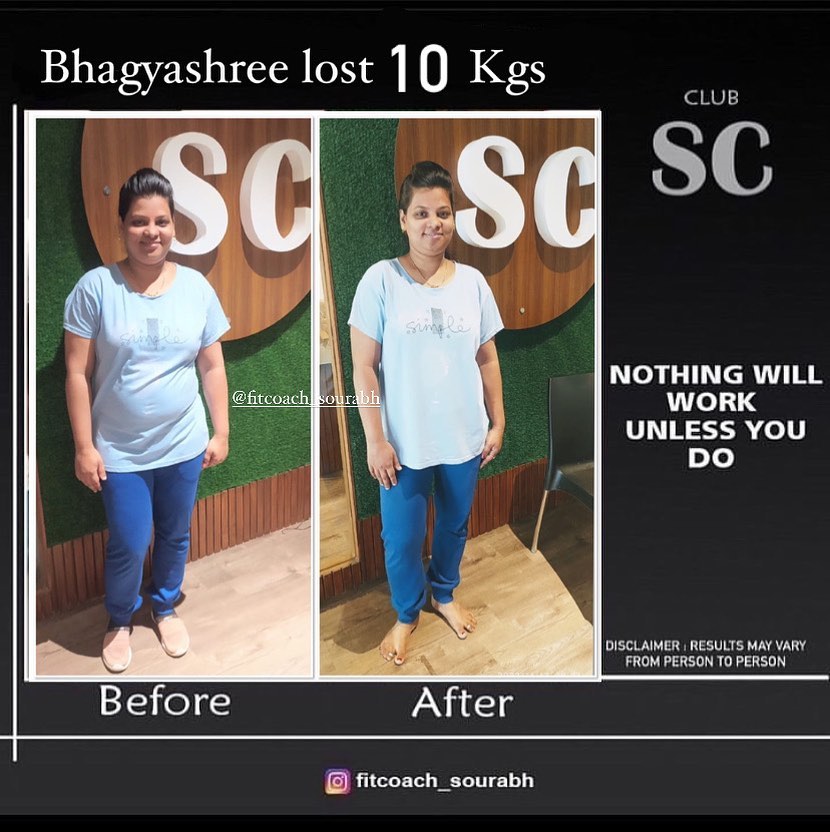 Bhagyashree lost 10 Kgs
CLUB
SC
SC
simple
@fitcoach_sourabh
SC
simple
NOTHING WILL
WORK
UNLESS YOU
DO
DISCLAIMER : RESULTS MAY VARY
FROM PERSON TO PERSON
Before
After
fitcoach_sourabh